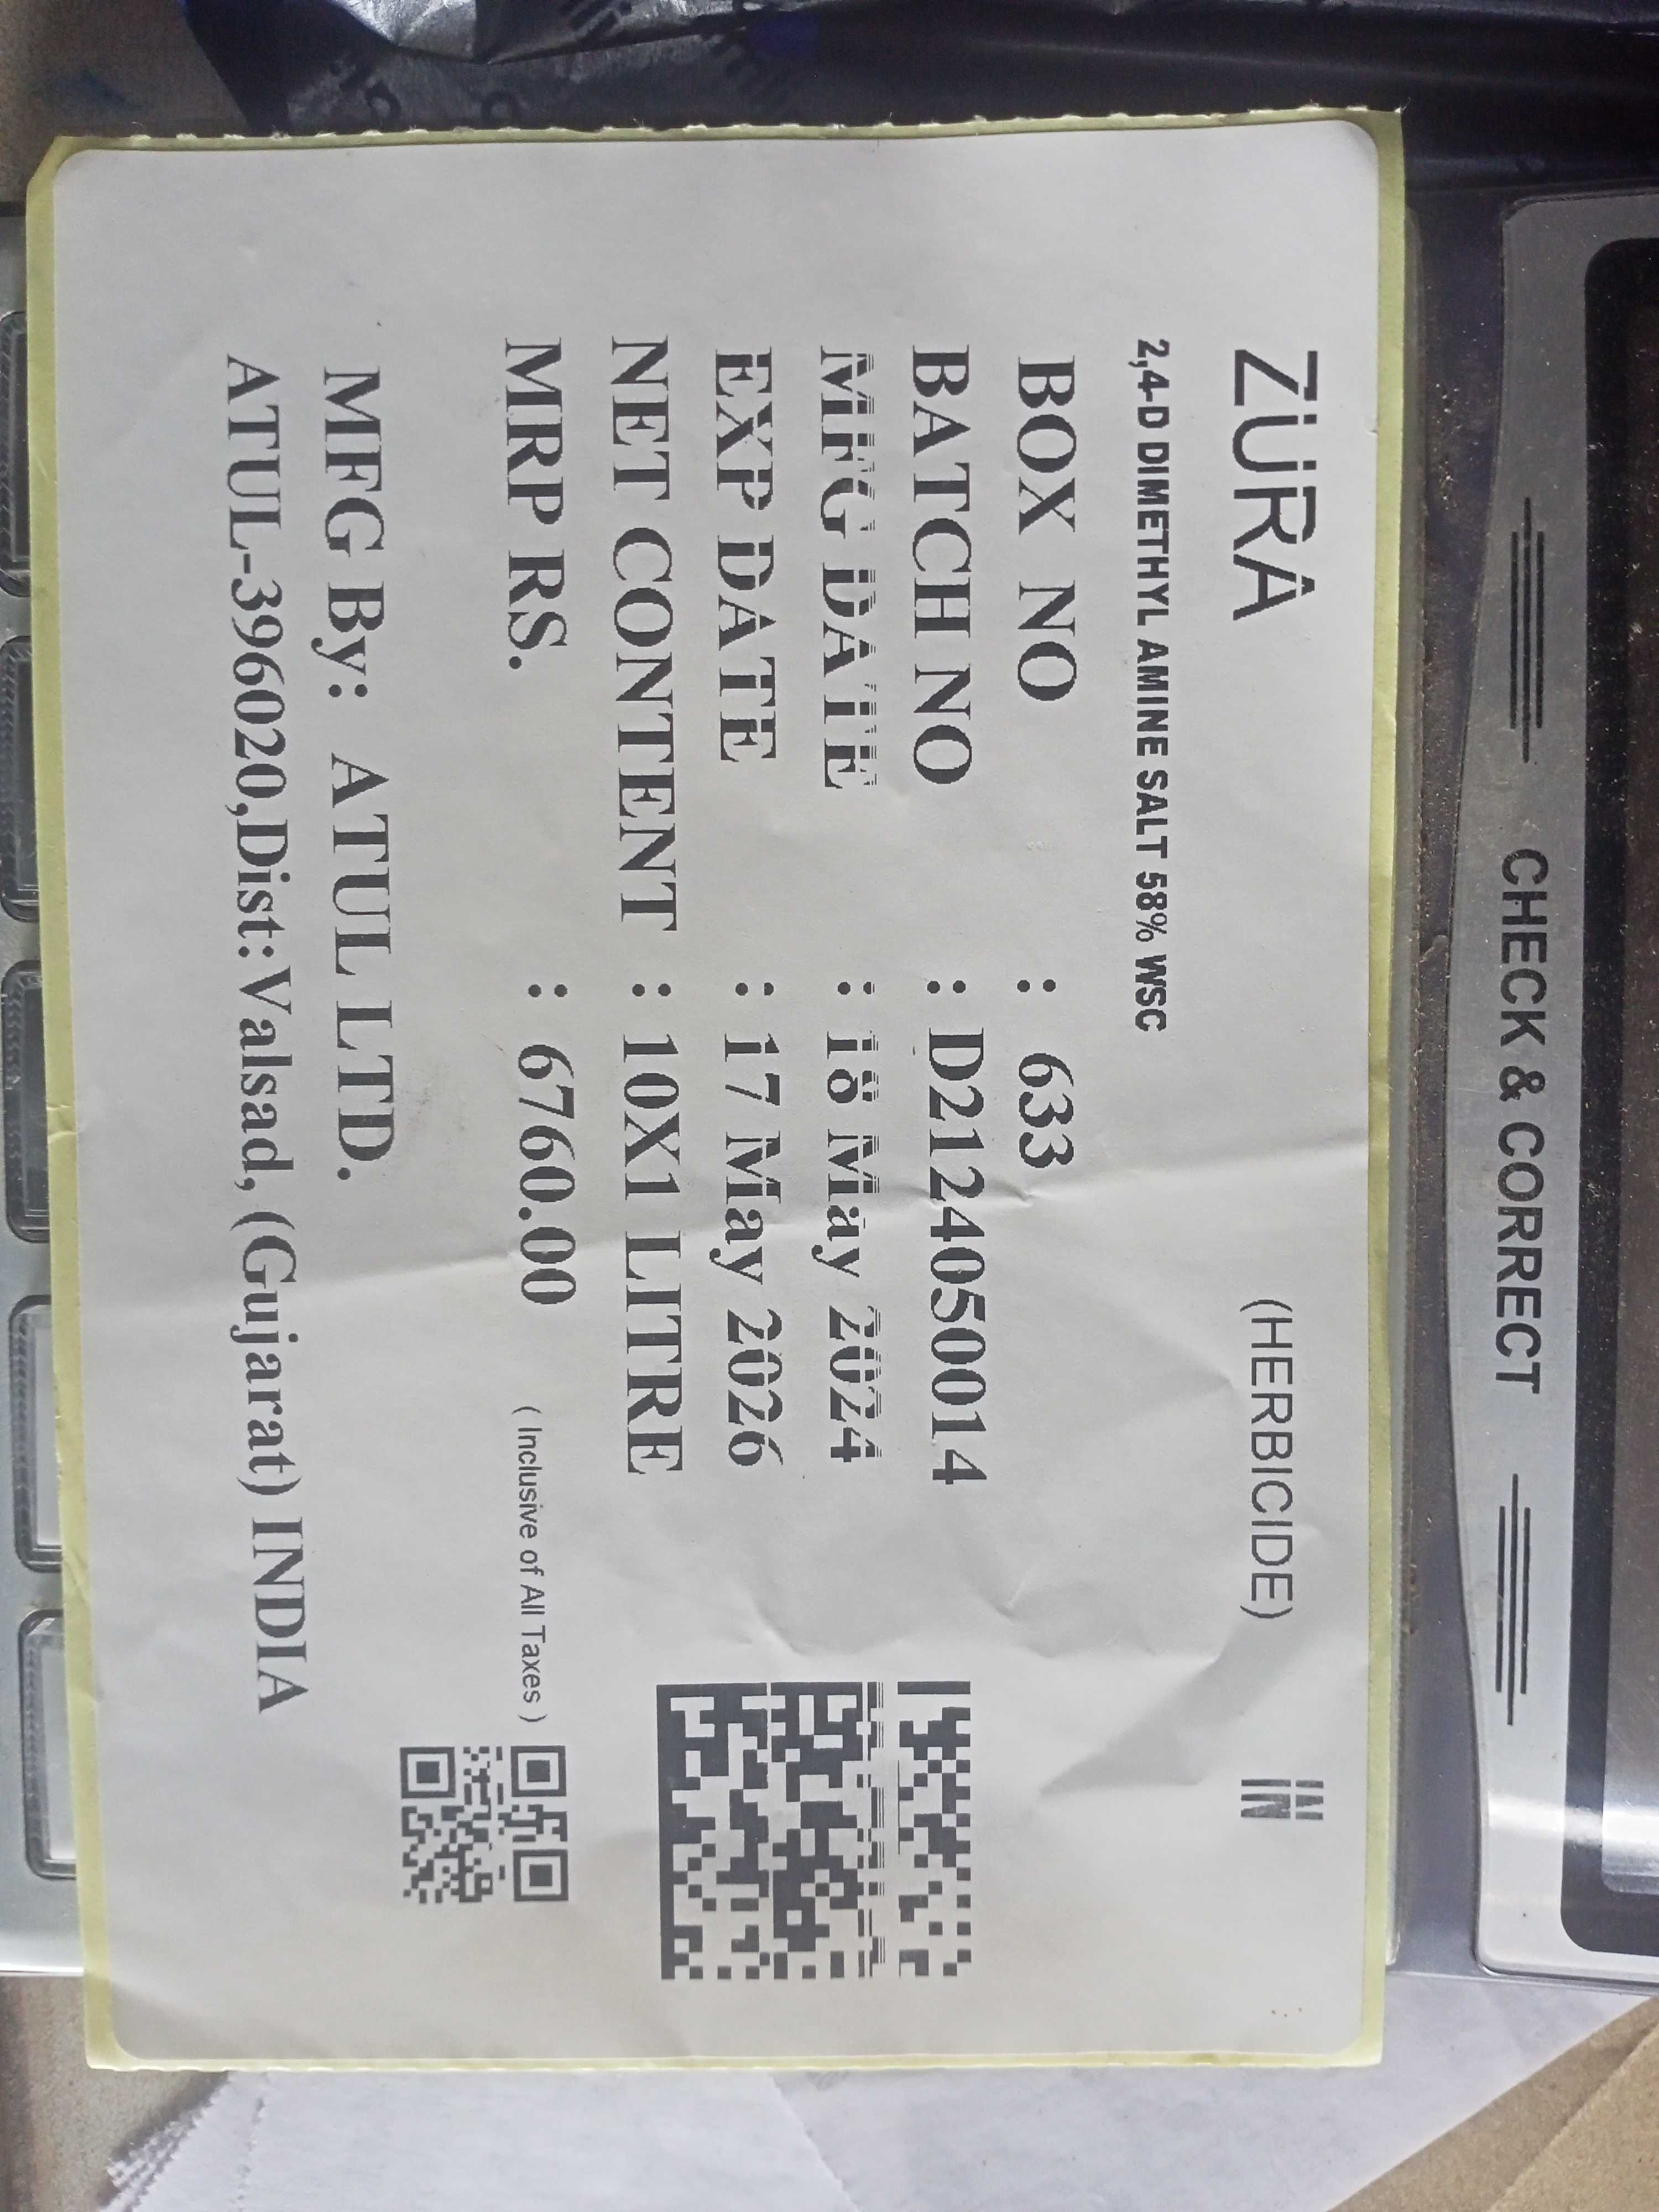 CHECK & CORRECT
ZURA (HERBICIDE)
2,4-D DIMETHYL AMINE SALT 58% WSC
BOX NO : 633
BATCH NO : D2124050014
MFG DATE : 18 May 2024
EXP DATE : 17 May 2026
NET CONTENT : 10X1 LITRE
MRP RS. : 6760.00 ( Inclusive of All Taxes )
MFG By: ATUL LTD.
ATUL-396020,Dist:Valsad, (Gujarat) INDIA